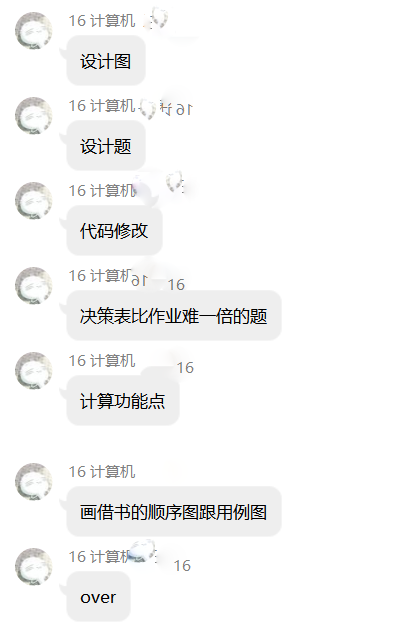 16 计算机
设计图
16 计算机
设计题
16 计算机
代码修改
16 计算机 16
决策表比作业难一倍的题
16 计算机 16
计算功能点
16 计算机
画借书的顺序图跟用例图
16 计算机 16
over